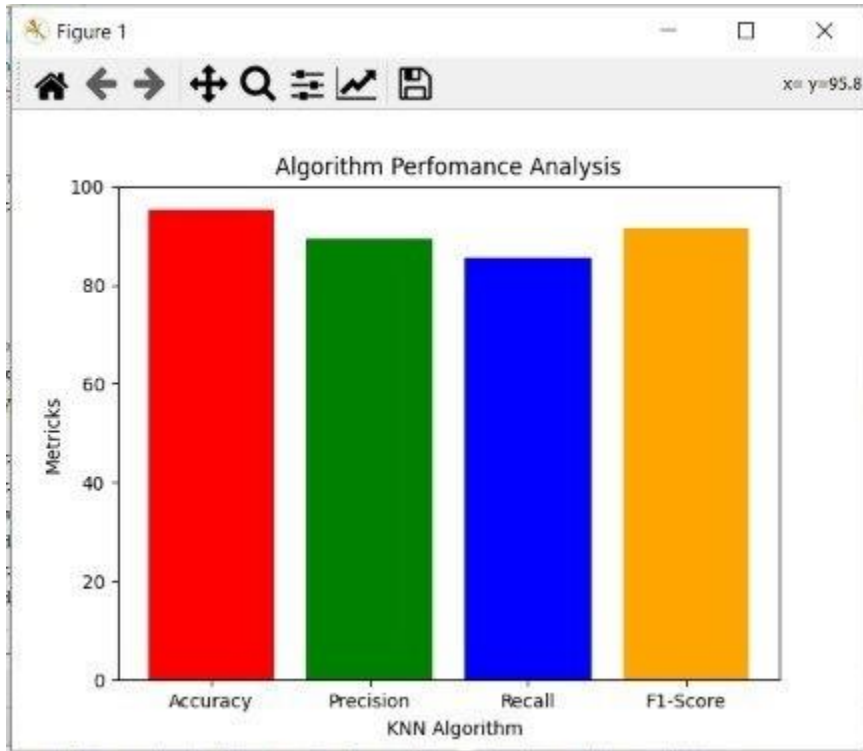 Figure 1
x= y=95.8
Algorithm Perfomance Analysis
100
80
60
40
20
0
Metricks
Accuracy Precision Recall F1-Score
KNN Algorithm